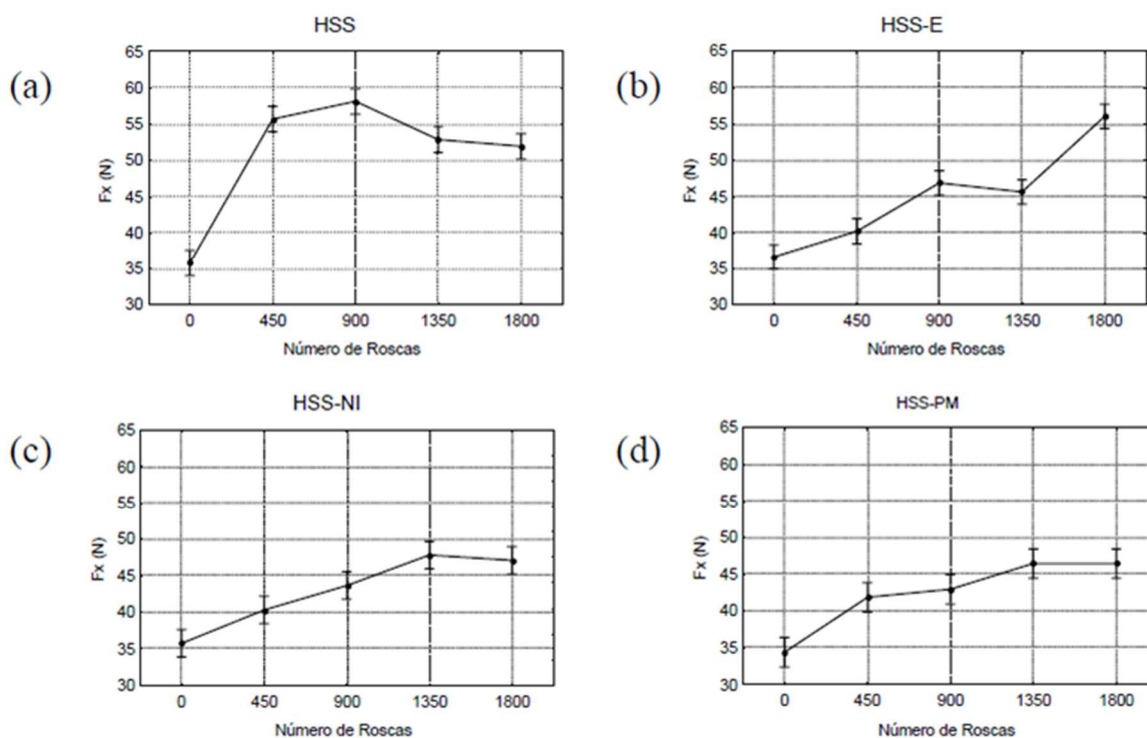 HSS
(a)
65
60
55
50
45
40
35
30
Fx (N)
0 450 900 1350 1800
Número de Roscas
HSS-E
(b)
65
60
55
50
45
40
35
30
Fx (N)
0 450 900 1350 1800
Número de Roscas
HSS-NI
(c)
65
60
55
50
45
40
35
30
Fx (N)
0 450 900 1350 1800
Número de Roscas
HSS-PM
(d)
65
60
55
50
45
40
35
30
Fx (N)
0 450 900 1350 1800
Número de Roscas